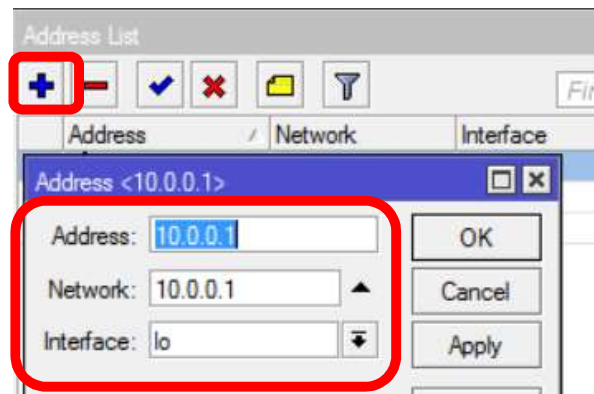 Address List
Fir
Address Network Interface
Address <10.0.0.1>
Address: 10.0.0.1 OK
Network: 10.0.0.1 Cancel
Interface: lo Apply